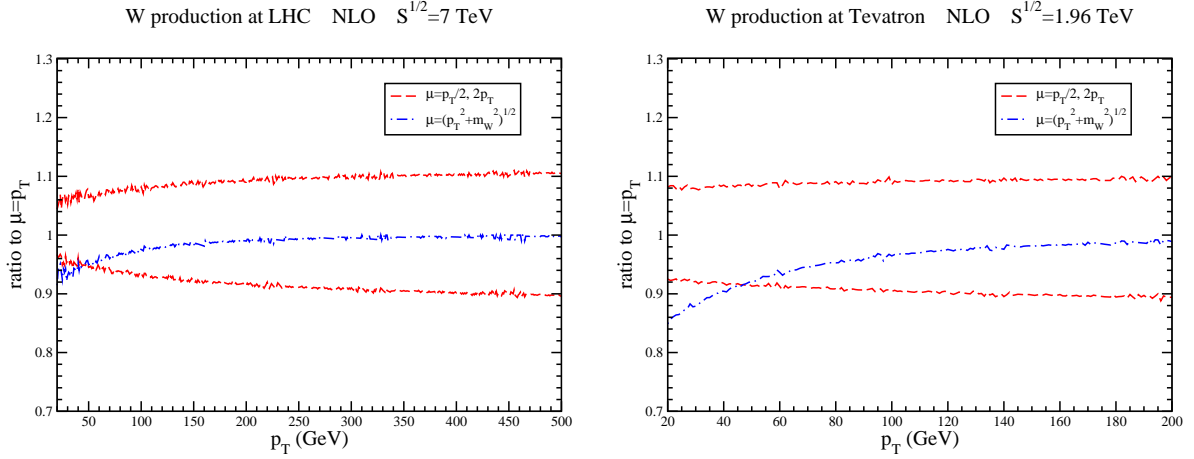 W production at LHC NLO S^1/2=7 TeV
1.3
1.2
1.1
1
0.9
0.8
0.7
ratio to μ=p_T
μ=p_T/2, 2p_T
μ=(p_T^2+m_W^2)^1/2
50 100 150 200 250 300 350 400 450 500
p_T (GeV)
W production at Tevatron NLO S^1/2=1.96 TeV
1.3
1.2
1.1
1
0.9
0.8
0.7
ratio to μ=p_T
μ=p_T/2, 2p_T
μ=(p_T^2+m_W^2)^1/2
20 40 60 80 100 120 140 160 180 200
p_T (GeV)